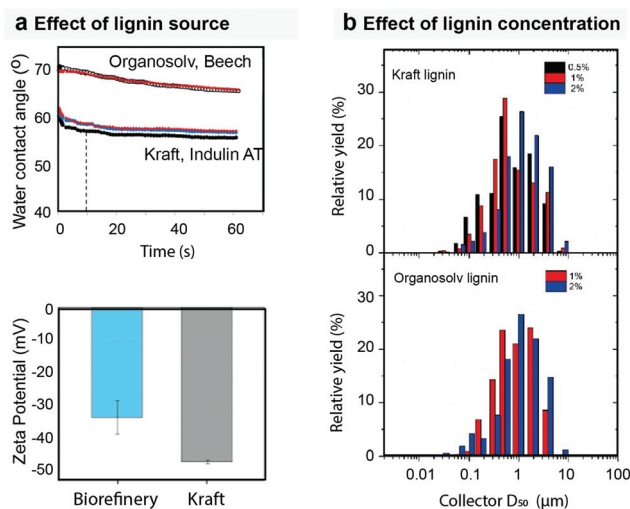 a Effect of lignin source
Water contact angle (º)
70
60
50
40
Organosolv, Beech
Kraft, Indulin AT
0
20
40
60
Time (s)
Zeta Potential (mV)
0
-10
-20
-30
-40
-50
Biorefinery
Kraft
b Effect of lignin concentration
Relative yield (%)
30
20
10
0
Kraft lignin
0.5%
1%
2%
Relative yield (%)
30
20
10
0
Organosolv lignin
1%
2%
0.01
0.1
1
10
100
Collector D₅₀ (µm)